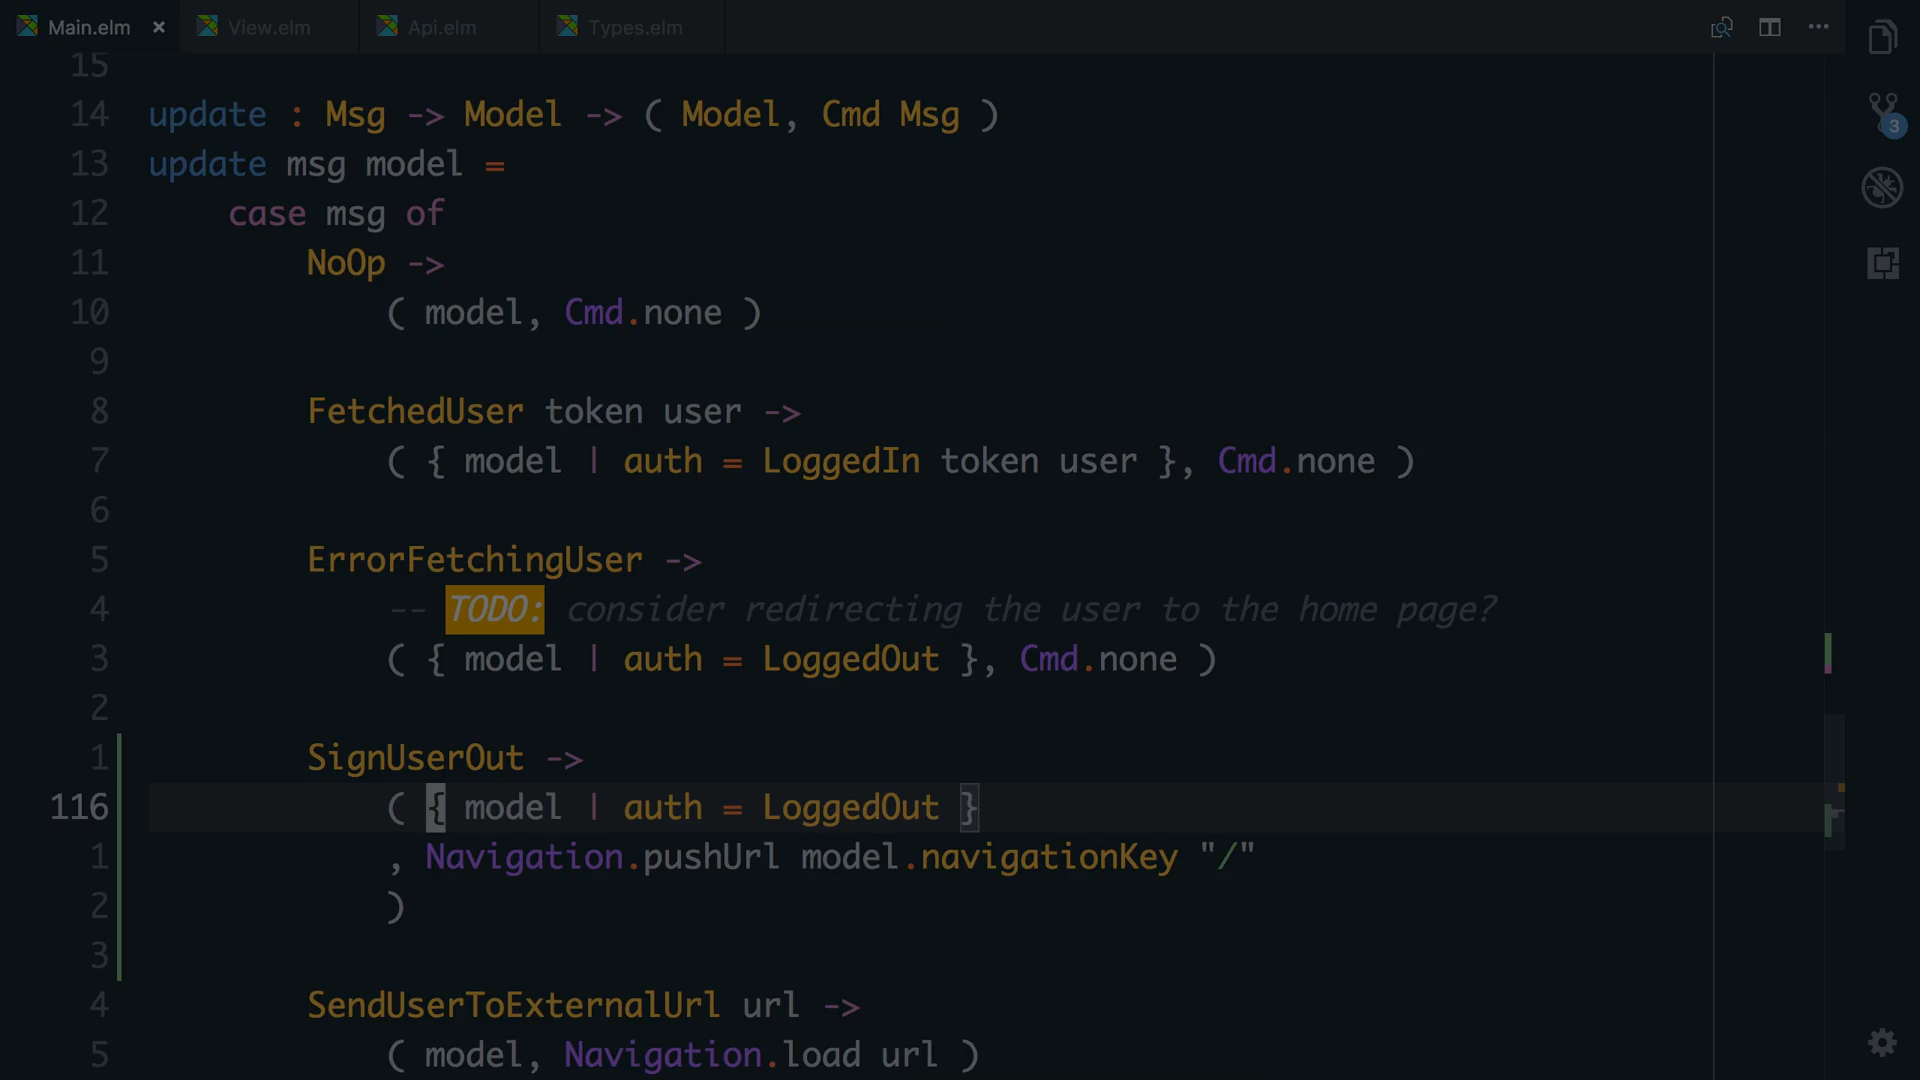 Main.elm × View.elm Api.elm Types.elm
3
15
14 update : Msg -> Model -> ( Model, Cmd Msg )
13 update msg model =
12 case msg of
11 NoOp ->
10 ( model, Cmd.none )
9
8 FetchedUser token user ->
7 ( { model | auth = LoggedIn token user }, Cmd.none )
6
5 ErrorFetchingUser ->
4 -- TODO: consider redirecting the user to the home page?
3 ( { model | auth = LoggedOut }, Cmd.none )
2
1 SignUserOut ->
116 ( { model | auth = LoggedOut }
1 , Navigation.pushUrl model.navigationKey "/"
2 )
3
4 SendUserToExternalUrl url ->
5 ( model, Navigation.load url )